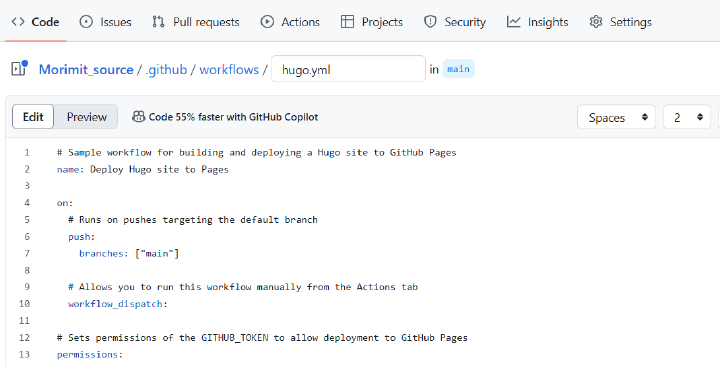 <> Code Issues Pull requests Actions Projects Security Insights Settings
Morimit_source / .github / workflows / hugo.yml in main
Edit Preview Code 55% faster with GitHub Copilot Spaces 2
1 # Sample workflow for building and deploying a Hugo site to GitHub Pages
2 name: Deploy Hugo site to Pages
3
4 on:
5 # Runs on pushes targeting the default branch
6 push:
7 branches: ["main"]
8
9 # Allows you to run this workflow manually from the Actions tab
10 workflow_dispatch:
11
12 # Sets permissions of the GITHUB_TOKEN to allow deployment to GitHub Pages
13 permissions: